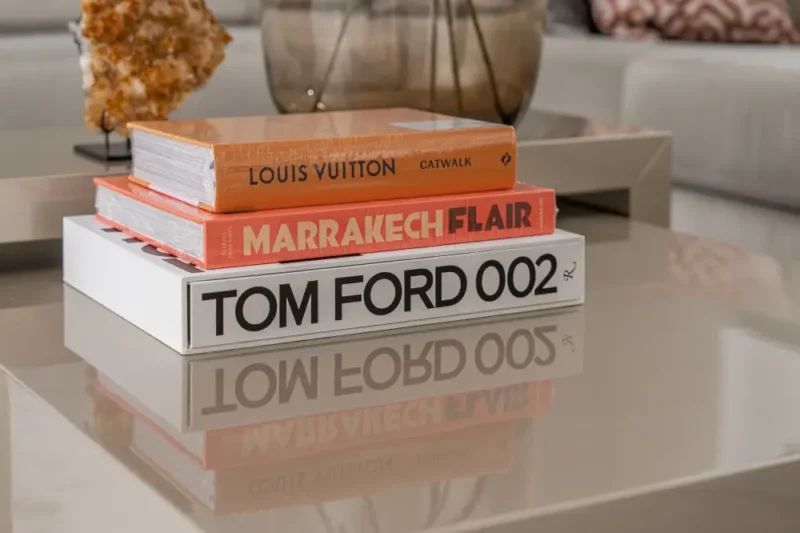 LOUIS VUITTON CATWALK
MARRAKECH FLAIR
TOM FORD 002